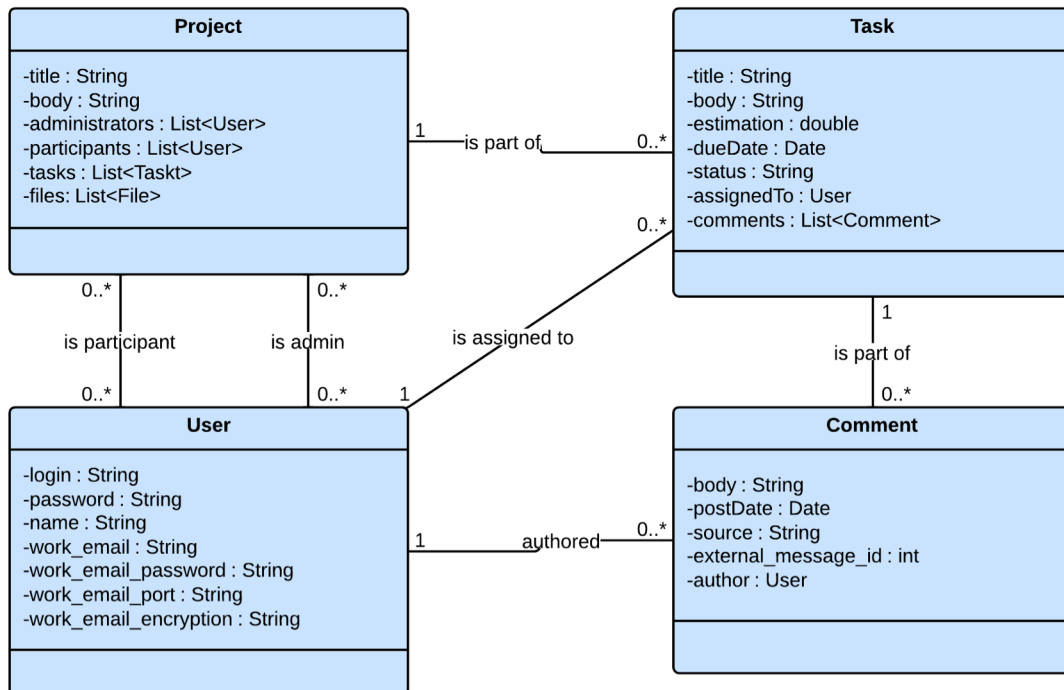 Project
-title : String
-body : String
-administrators : List<User>
-participants : List<User>
-tasks : List<Taskt>
-files: List<File>
Task
-title : String
-body : String
-estimation : double
-dueDate : Date
-status : String
-assignedTo : User
-comments : List<Comment>
1
is part of
0..*
0..*
is assigned to
1
0..*
is participant
0..*
0..*
is admin
0..*
1
is part of
0..*
User
-login : String
-password : String
-name : String
-work_email : String
-work_email_password : String
-work_email_port : String
-work_email_encryption : String
1
authored
0..*
Comment
-body : String
-postDate : Date
-source : String
-external_message_id : int
-author : User